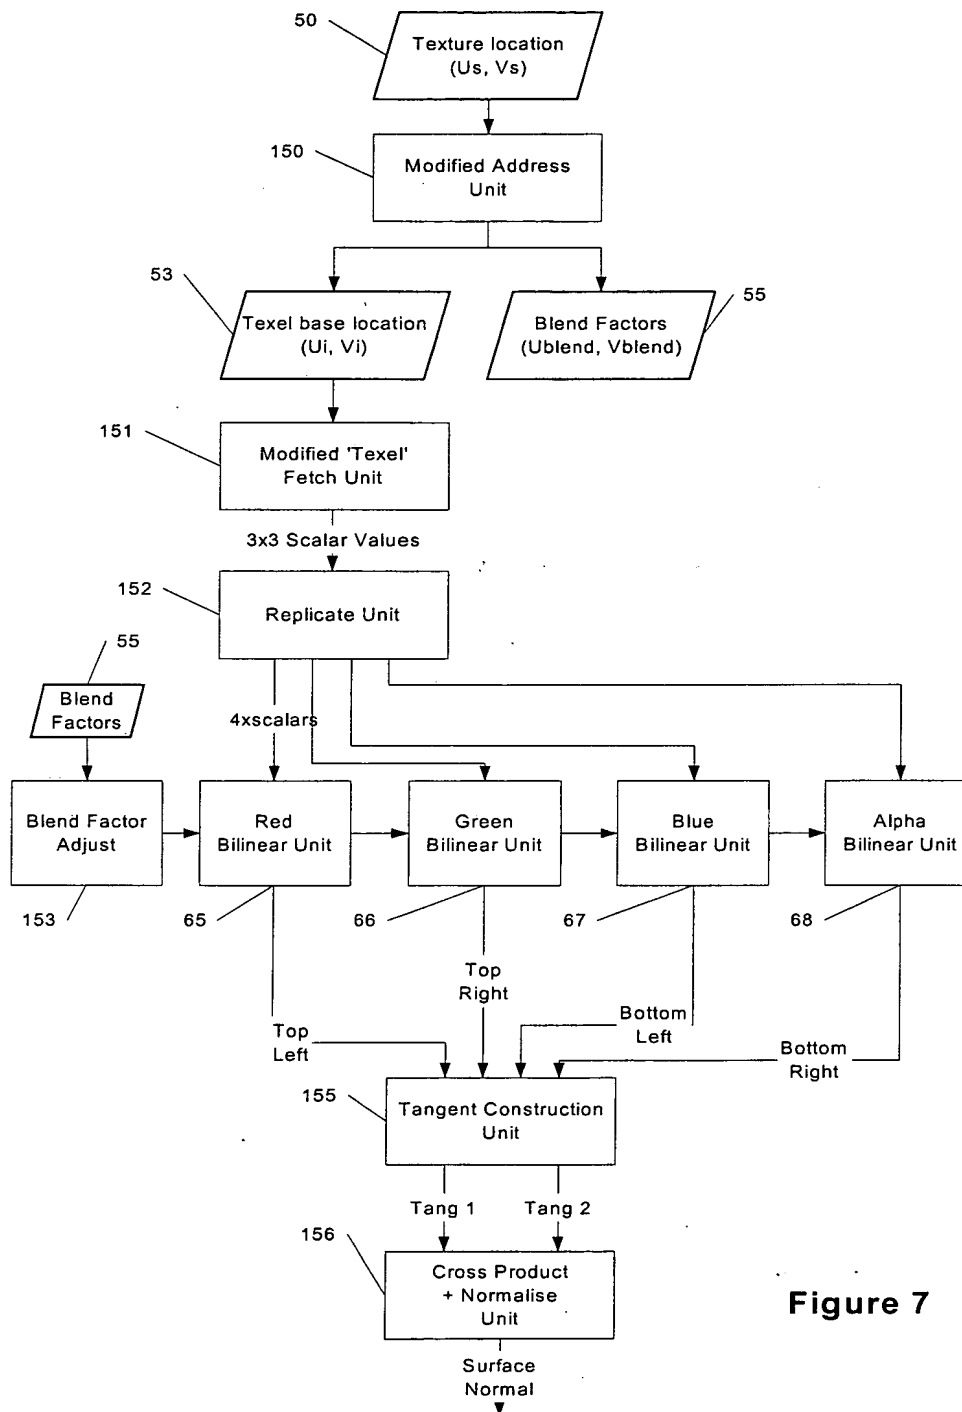 50
Texture location
(Us, Vs)
150
Modified Address
Unit
53
Texel base location
(Ui, Vi)
Blend Factors
(Ublend, Vblend)
55
151
Modified 'Texel'
Fetch Unit
3x3 Scalar Values
152
Replicate Unit
55
Blend
Factors
4xscalars
Blend Factor
Adjust
Red
Bilinear Unit
Green
Bilinear Unit
Blue
Bilinear Unit
Alpha
Bilinear Unit
153
65
66
67
68
Top
Left
Top
Right
Bottom
Left
Bottom
Right
155
Tangent Construction
Unit
Tang 1
Tang 2
156
Cross Product
+ Normalise
Unit
Surface
Normal
Figure 7